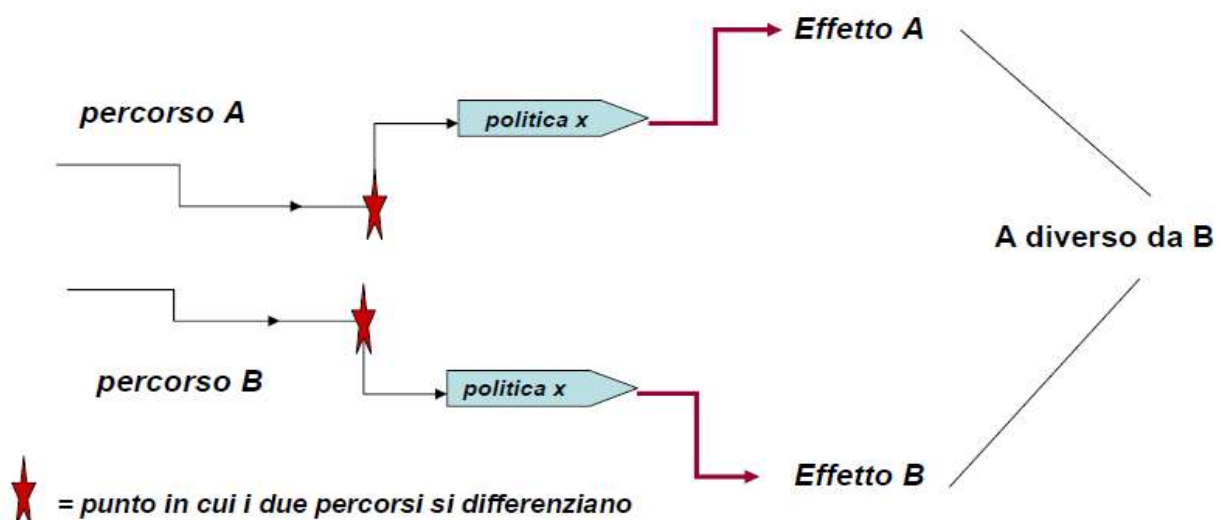 Effetto A
percorso A
politica x
A diverso da B
percorso B
politica x
Effetto B
= punto in cui i due percorsi si differenziano